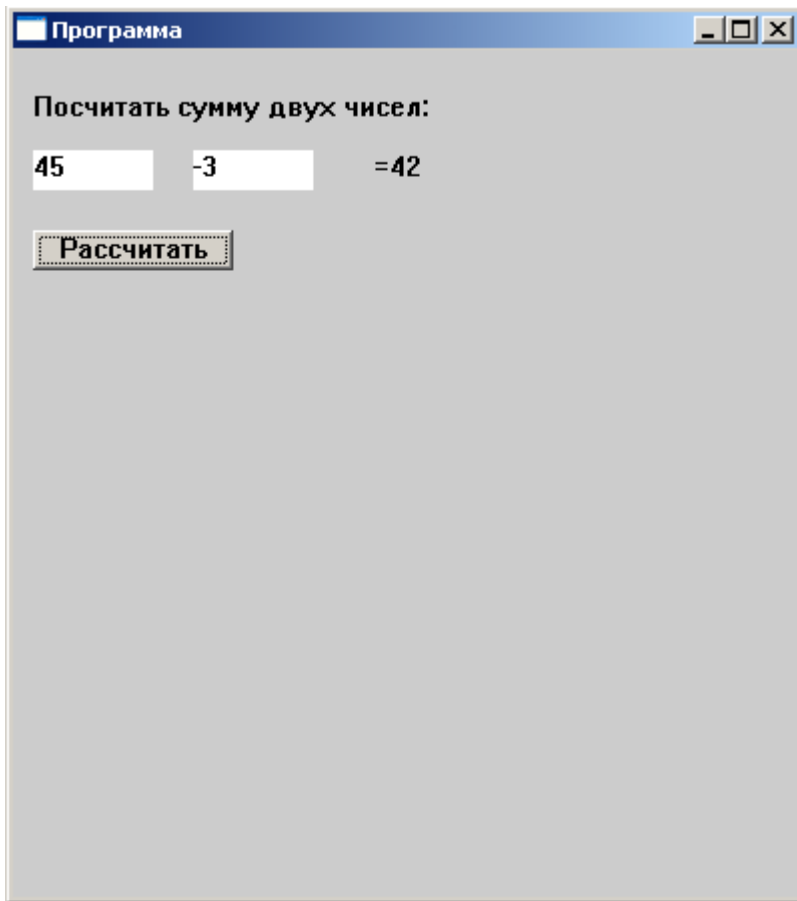 Программа
Посчитать сумму двух чисел:
45 -3 =42
Рассчитать